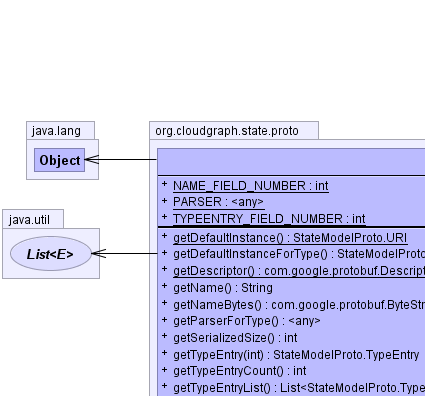 java.lang
org.cloudgraph.state.proto
Object
+ NAME_FIELD_NUMBER : int
+ PARSER : <any>
+ TYPEENTRY_FIELD_NUMBER : int
java.util
List<E>
+ getDefaultInstance() : StateModelProto.URI
+ getDefaultInstanceForType() : StateModel
+ getDescriptor() : com.google.protobuf.Descript
+ getName() : String
+ getNameBytes() : com.google.protobuf.ByteStr
+ getParserForType() : <any>
+ getSerializedSize() : int
+ getTypeEntry(int) : StateModelProto.TypeEntry
+ getTypeEntryCount() : int
+ getTypeEntryList() : List<StateModelProto.Type